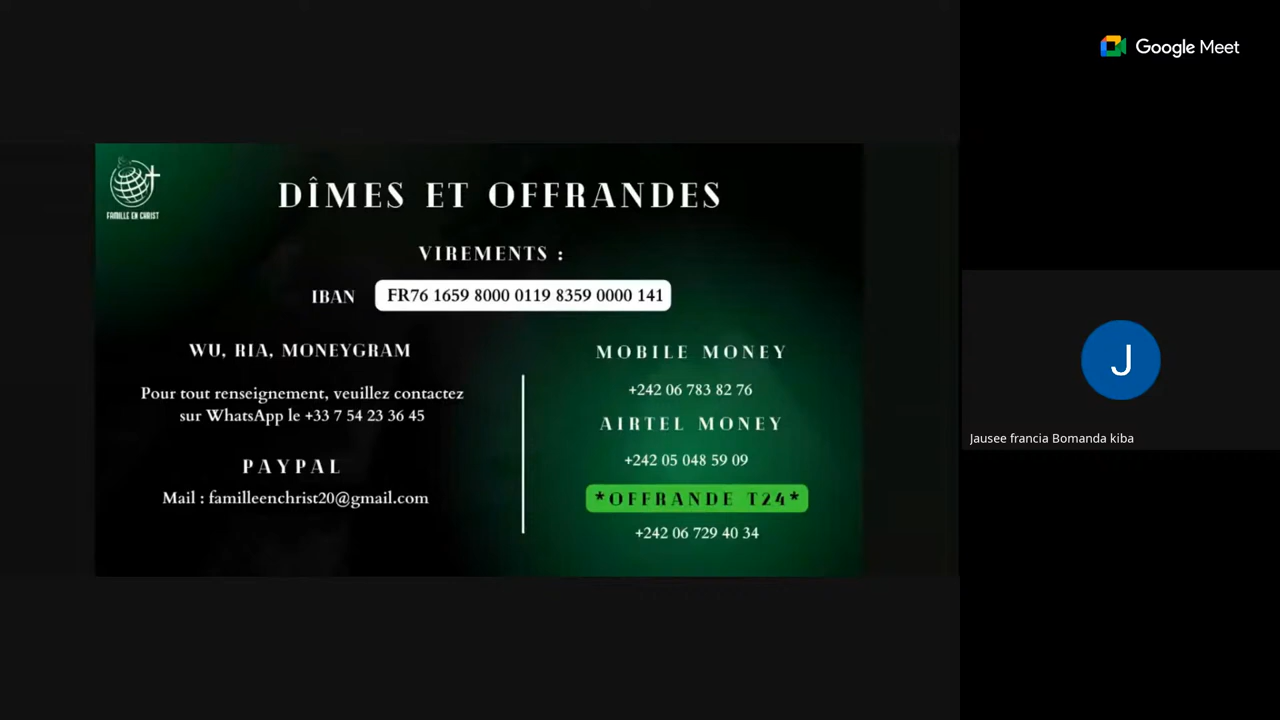 Google Meet
FAMILLE EN CHRIST
DÎMES ET OFFRANDES
VIREMENTS :
IBAN FR76 1659 8000 0119 8359 0000 141
WU, RIA, MONEYGRAM
Pour tout renseignement, veuillez contactez
sur WhatsApp le +33 7 54 23 36 45
PAYPAL
Mail : familleenchrist20@gmail.com
MOBILE MONEY
+242 06 783 82 76
AIRTEL MONEY
+242 05 048 59 09
*OFFRANDE T24*
+242 06 729 40 34
J
Jausee francia Bomanda kiba